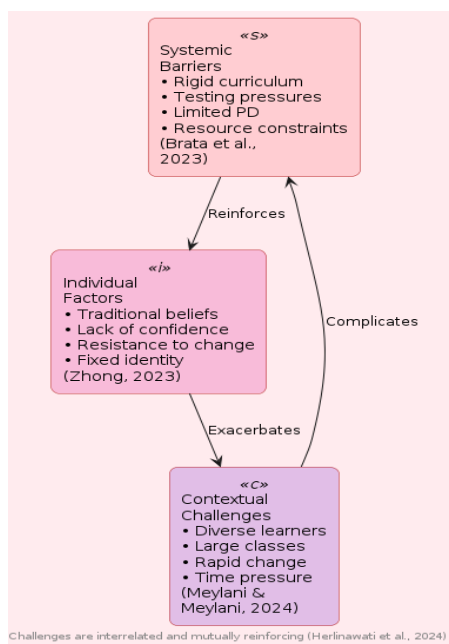 «s»
Systemic
Barriers
• Rigid curriculum
• Testing pressures
• Limited PD
• Resource constraints
(Brata et al.,
2023)
Reinforces
«i»
Individual
Factors
• Traditional beliefs
• Lack of confidence
• Resistance to change
• Fixed identity
(Zhong, 2023)
Complicates
Exacerbates
«c»
Contextual
Challenges
• Diverse learners
• Large classes
• Rapid change
• Time pressure
(Meylani &
Meylani, 2024)
Challenges are interrelated and mutually reinforcing (Herlinawati et al., 2024)